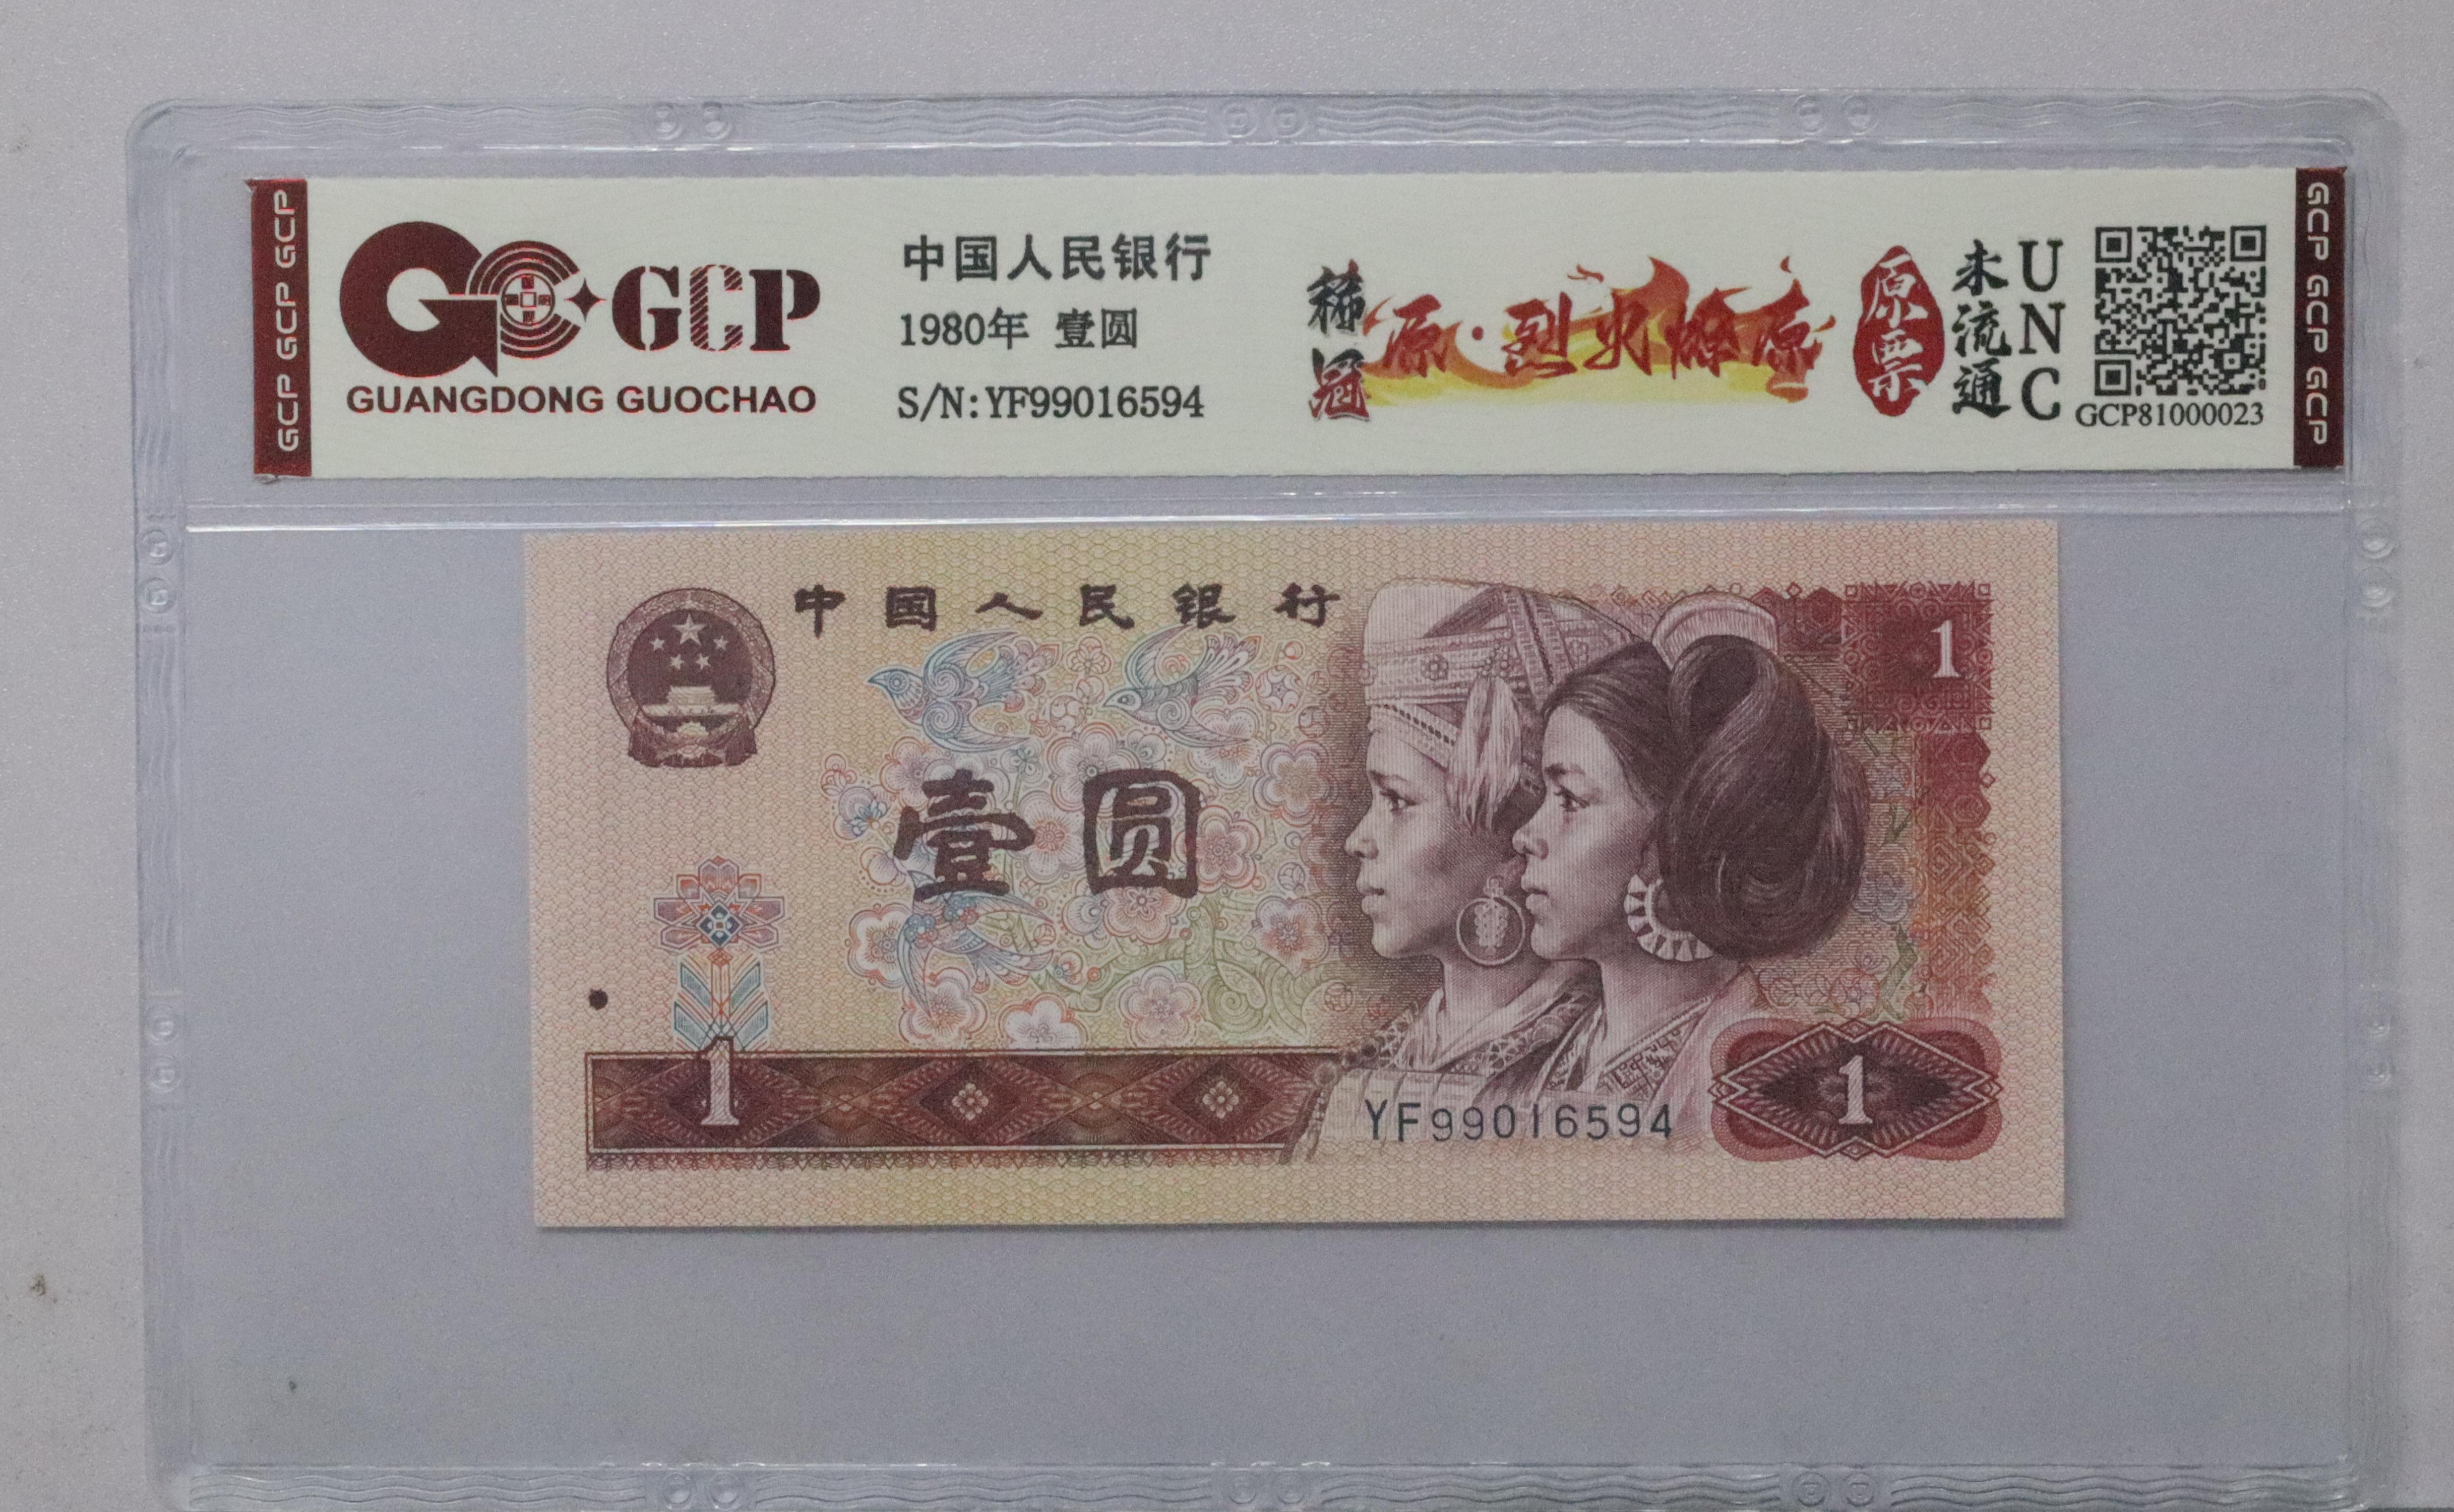 GCP GCP GCP
GCP
GUANGDONG GUOCHAO
中国人民银行
1980年 壹圆
S/N:YF99016594
稀冠
原·烈火燎原
原票
未流通
UNC
GCP81000023
GCP GCP GCP
中国人民银行
1
壹圆
1
YF99016594
1